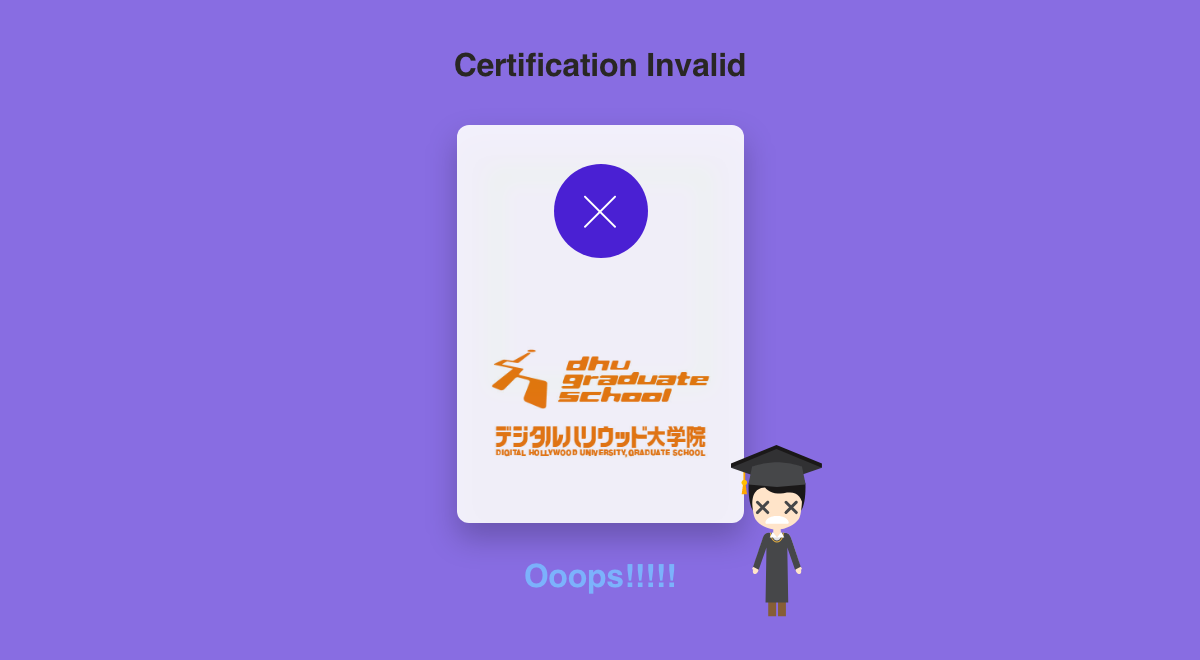 Certification Invalid
dhu
graduate
school
デジタルハリウッド大学院
DIGITAL HOLLYWOOD UNIVERSITY, GRADUATE SCHOOL
Ooops!!!!!